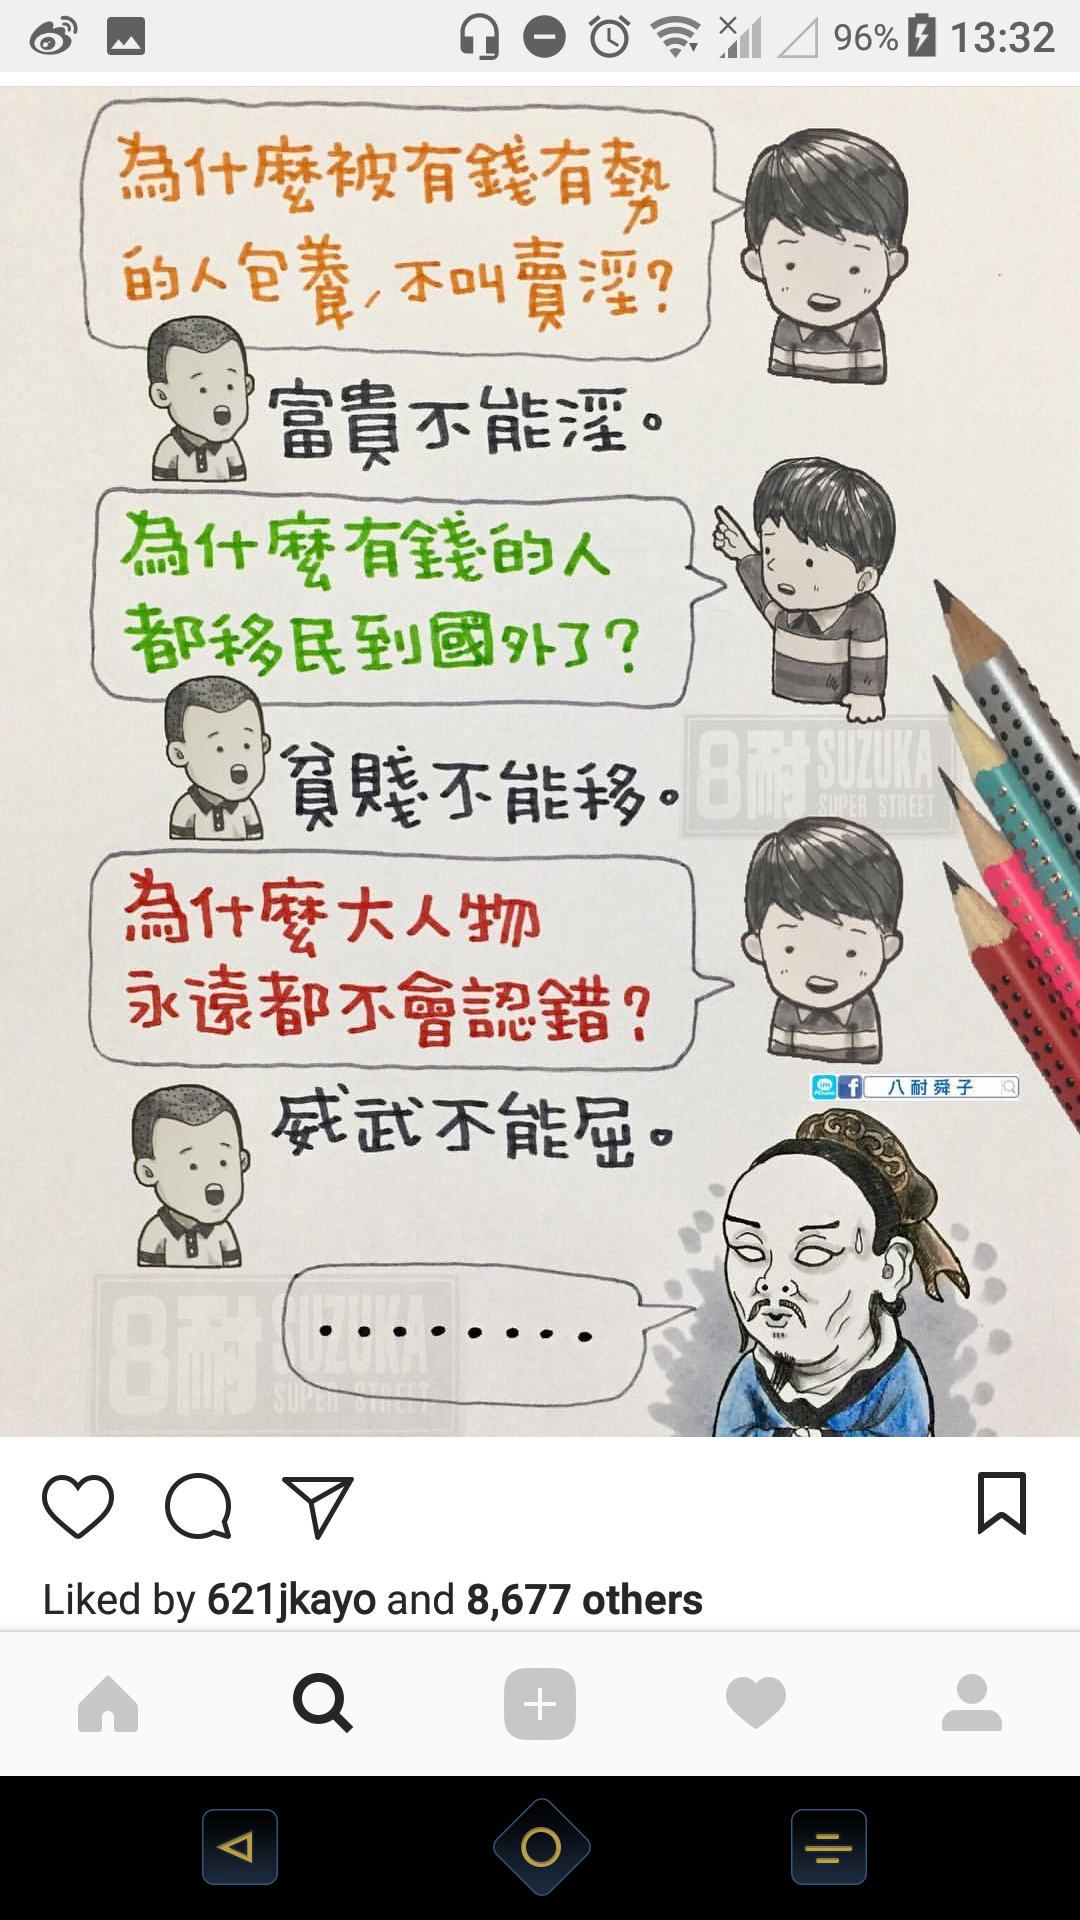 96% 13:32
為什麼被有錢有勢
的人包養,不叫賣淫?
富貴不能淫。
為什麼有錢的人
都移民到國外了?
貧賤不能移。
8耐 SUZUKA
SUPER STREET
為什麼大人物
永遠都不會認錯?
八耐舜子
威武不能屈。
........
8耐 SUZUKA
SUPER STREET
Liked by 621jkayo and 8,677 others